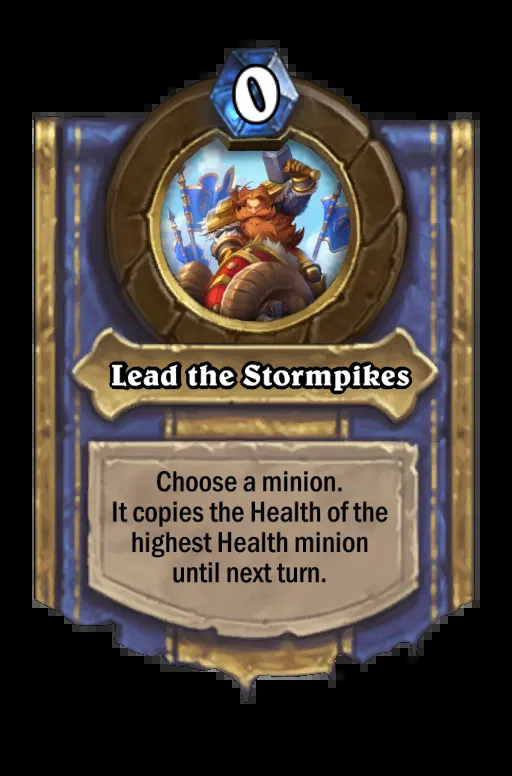 0
Lead the Stormpikes
Choose a minion.
It copies the Health of the
highest Health minion
until next turn.